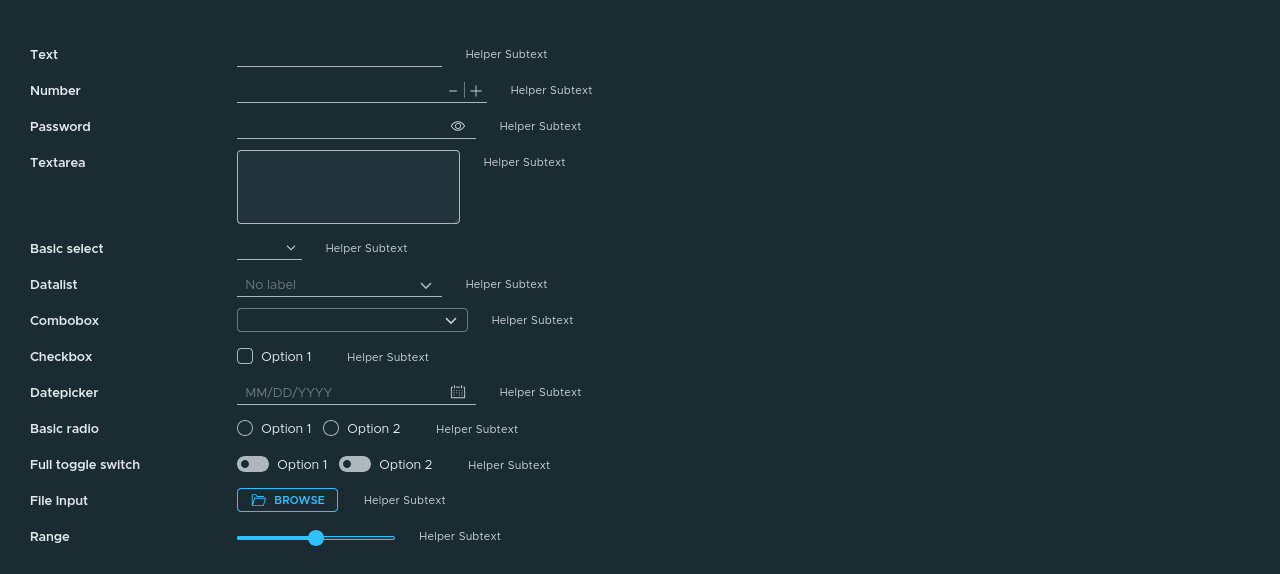 Text Helper Subtext
Number Helper Subtext
Password Helper Subtext
Textarea Helper Subtext
Basic select Helper Subtext
Datalist No label Helper Subtext
Combobox Helper Subtext
Checkbox Option 1 Helper Subtext
Datepicker MM/DD/YYYY Helper Subtext
Basic radio Option 1 Option 2 Helper Subtext
Full toggle switch Option 1 Option 2 Helper Subtext
File Input BROWSE Helper Subtext
Range Helper Subtext